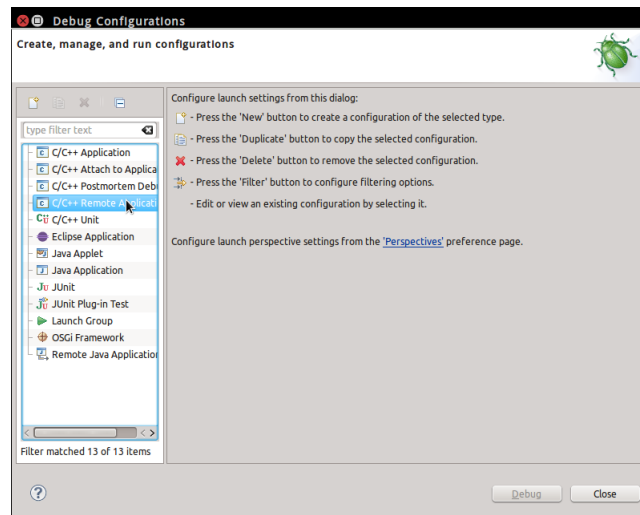 Debug Configurations
Create, manage, and run configurations
type filter text
C/C++ Application
C/C++ Attach to Applica
C/C++ Postmortem Deb
C/C++ Remote Applicati
C/C++ Unit
Eclipse Application
Java Applet
Java Application
JUnit
JUnit Plug-in Test
Launch Group
OSGi Framework
Remote Java Application
Filter matched 13 of 13 items
Configure launch settings from this dialog:
- Press the 'New' button to create a configuration of the selected type.
- Press the 'Duplicate' button to copy the selected configuration.
- Press the 'Delete' button to remove the selected configuration.
- Press the 'Filter' button to configure filtering options.
- Edit or view an existing configuration by selecting it.
Configure launch perspective settings from the 'Perspectives' preference page.
Debug
Close